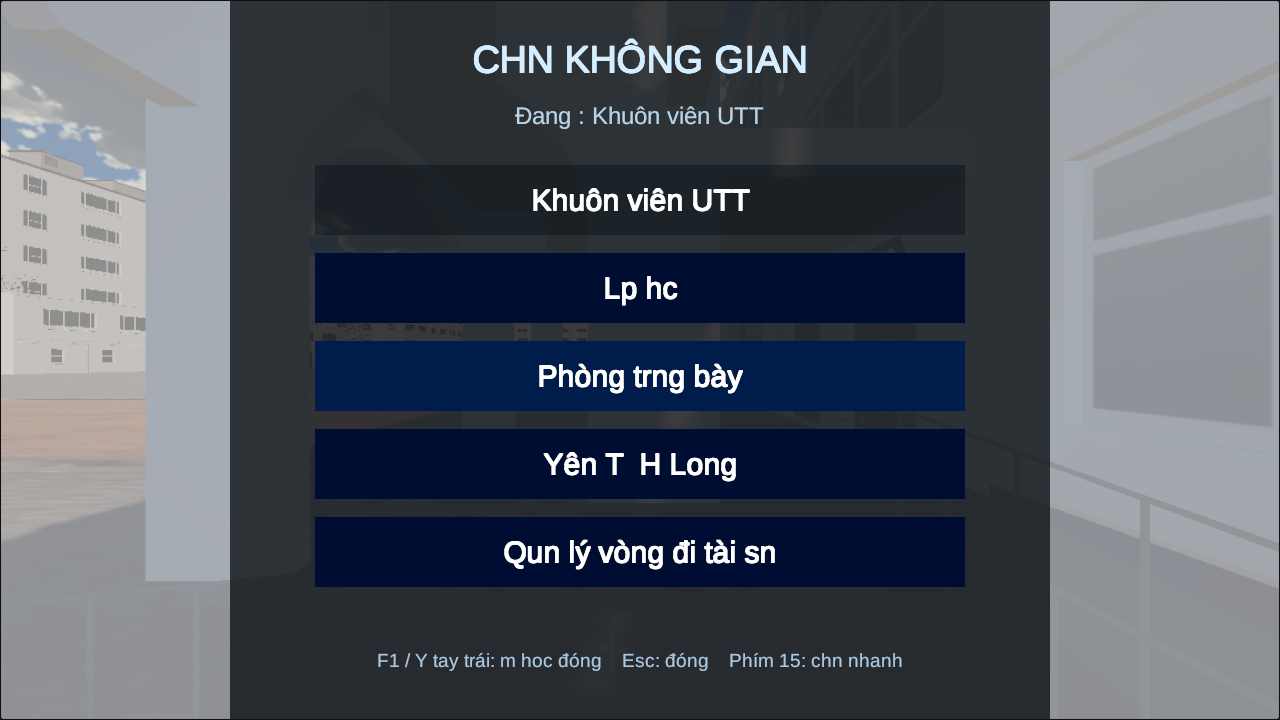 CHN KHÔNG GIAN
Đang : Khuôn viên UTT
Khuôn viên UTT
Lp hc
Phòng trng bày
Yên T  H Long
Qun lý vòng đi tài sn
F1 / Y tay trái: m hoc đóng    Esc: đóng    Phím 15: chn nhanh